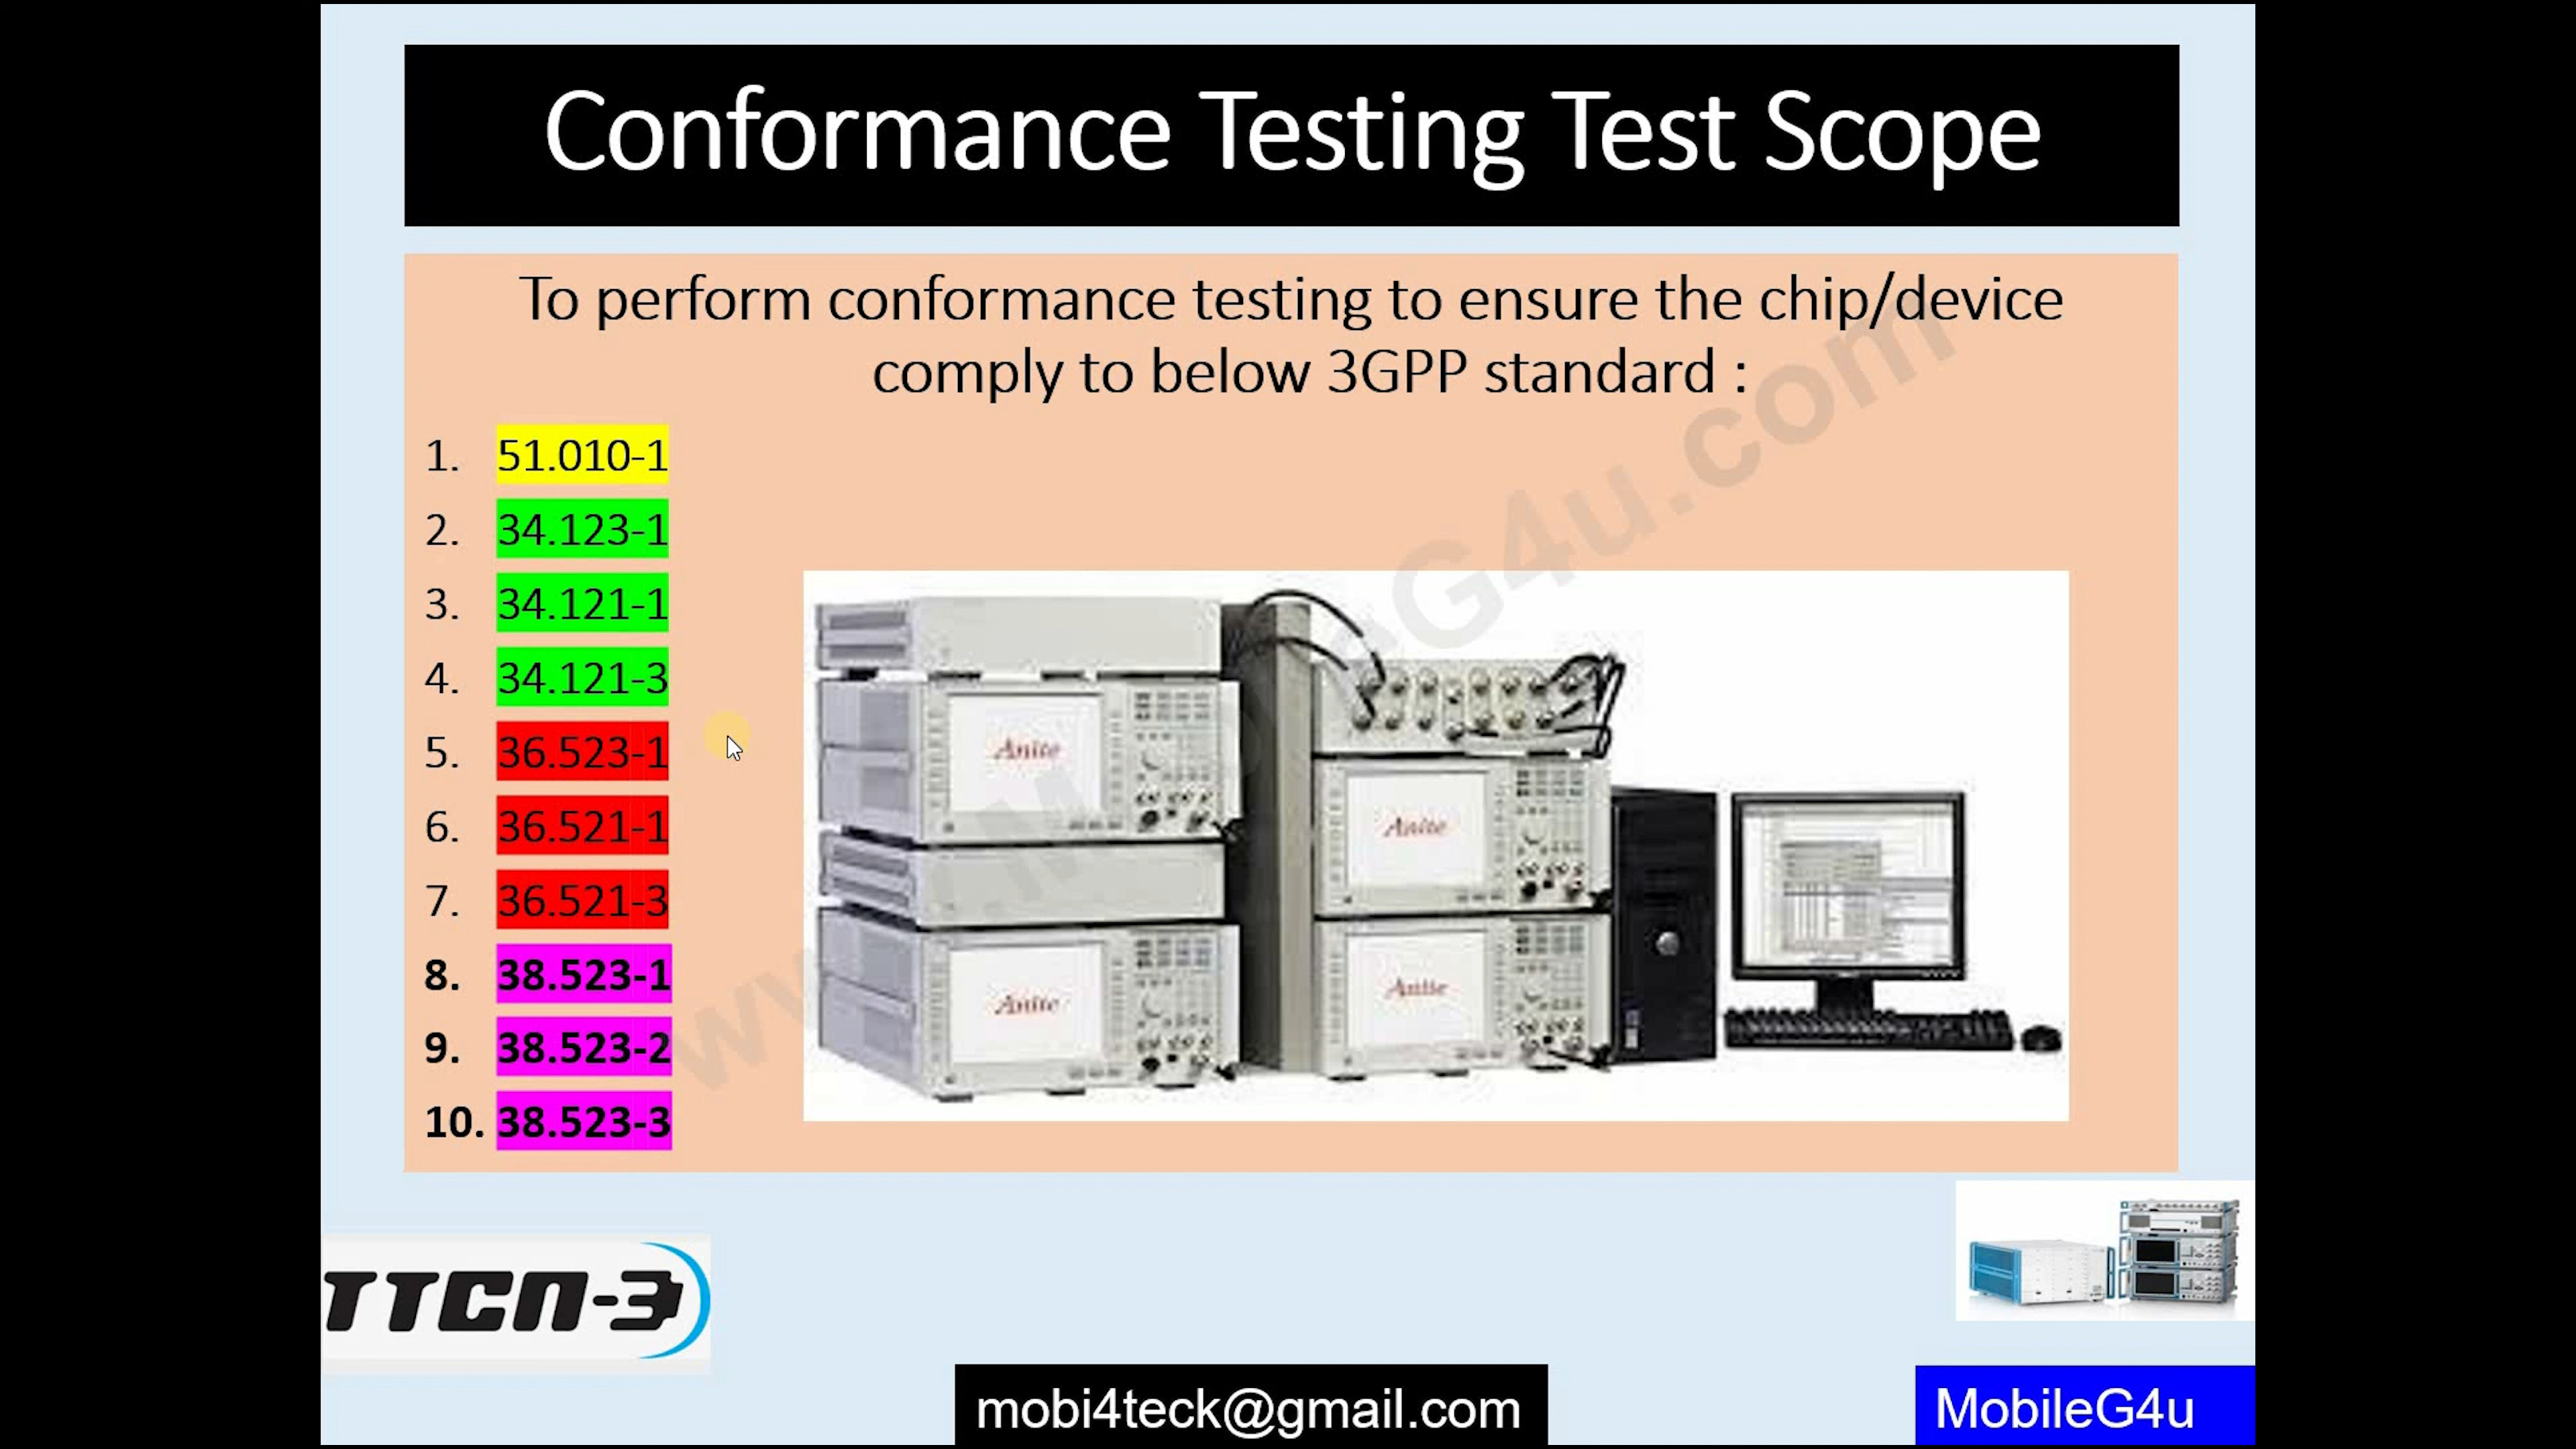 Conformance Testing Test Scope
To perform conformance testing to ensure the chip/device
comply to below 3GPP standard :
1. 51.010-1
2. 34.123-1
3. 34.121-1
4. 34.121-3
5. 36.523-1
6. 36.521-1
7. 36.521-3
8. 38.523-1
9. 38.523-2
10. 38.523-3
Anite
Anite
Anite
Anite
TTCN-3
mobi4teck@gmail.com
MobileG4u